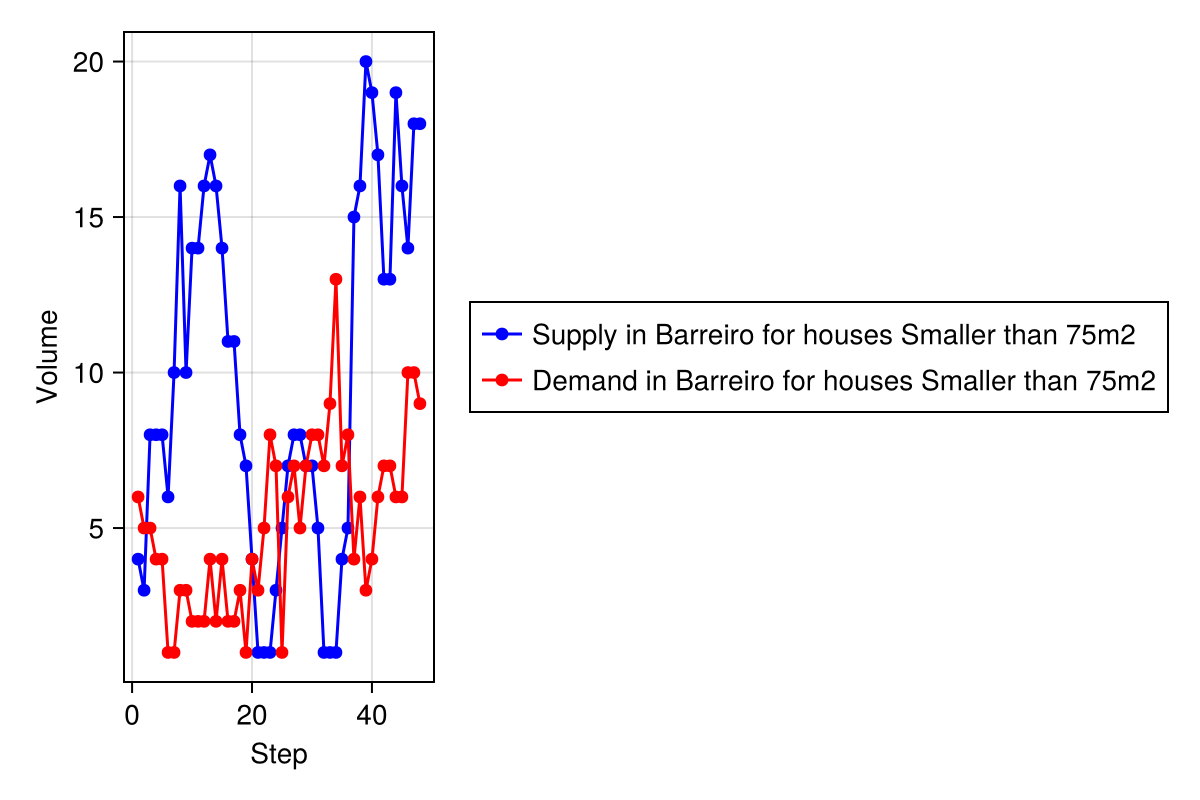 20
15
10
5
Volume
0 20 40
Step
Supply in Barreiro for houses Smaller than 75m2
Demand in Barreiro for houses Smaller than 75m2